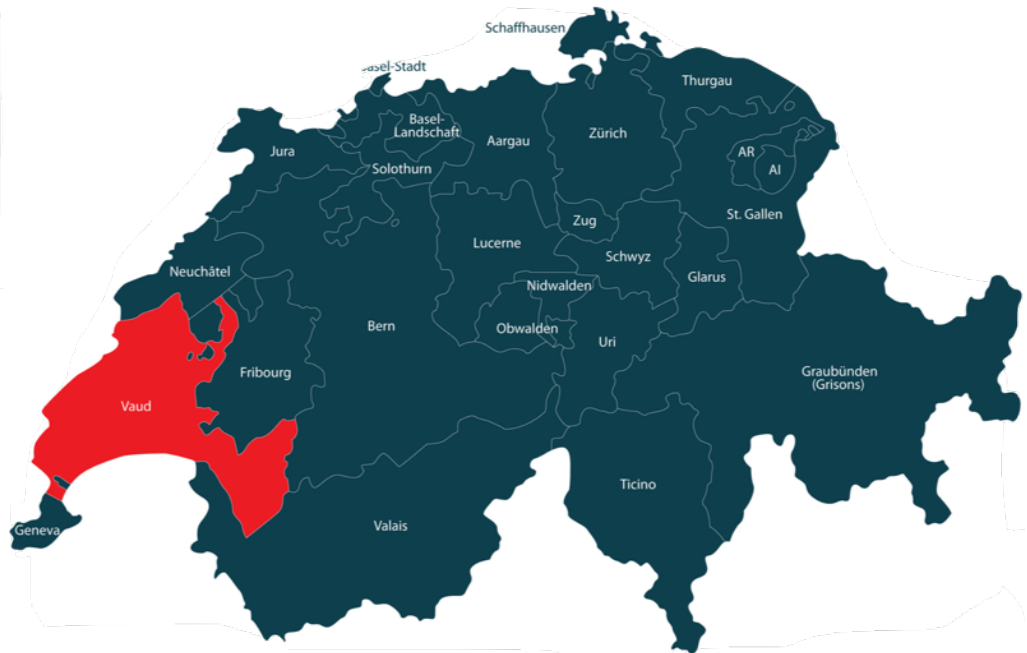 Schaffhausen
asel-Stadt
Thurgau
Basel-
Landschaft
Aargau
Zürich
Jura
AR
AI
Solothurn
St. Gallen
Zug
Lucerne
Schwyz
Neuchâtel
Glarus
Nidwalden
Bern
Obwalden
Uri
Fribourg
Graubünden
(Grisons)
Vaud
Ticino
Valais
Geneva